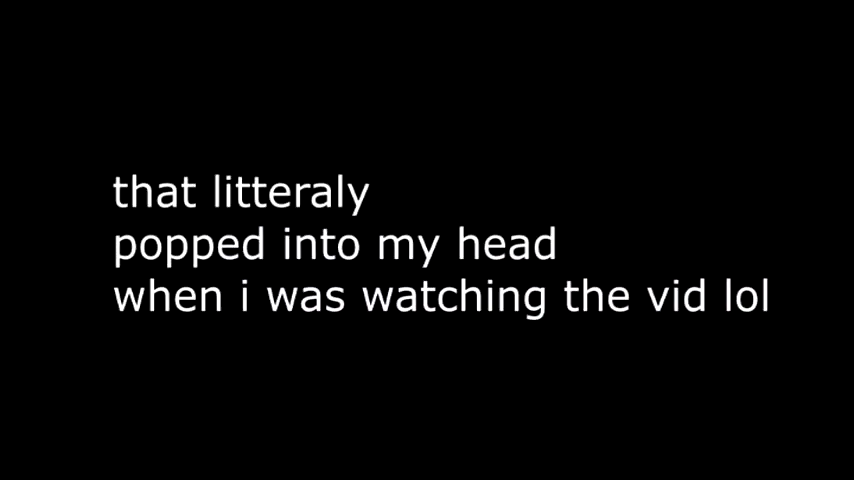 that litteraly
popped into my head
when i was watching the vid lol